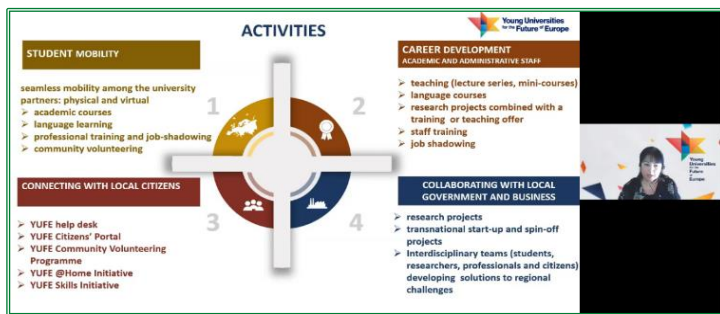 ACTIVITIES
Young Universities
for the Future of Europe
STUDENT MOBILITY
seamless mobility among the university
partners: physical and virtual
➢ academic courses
➢ language learning
➢ professional training and job-shadowing
➢ community volunteering
1
2
CAREER DEVELOPMENT
ACADEMIC AND ADMINISTRATIVE STAFF
➢ teaching (lecture series, mini-courses)
➢ language courses
➢ research projects combined with a
training or teaching offer
➢ staff training
➢ job shadowing
CONNECTING WITH LOCAL CITIZENS
➢ YUFE help desk
➢ YUFE Citizens' Portal
➢ YUFE Community Volunteering
Programme
➢ YUFE @Home Initiative
➢ YUFE Skills Initiative
3
4
COLLABORATING WITH LOCAL
GOVERNMENT AND BUSINESS
➢ research projects
➢ transnational start-up and spin-off
projects
➢ Interdisciplinary teams (students,
researchers, professionals and citizens)
developing solutions to regional
challenges
Young
Universities
for the
Future
of
Europe